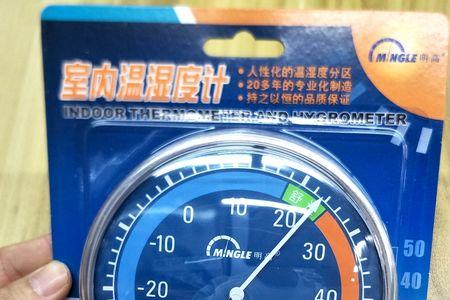 MINGLE 明高®
室内温湿度计
·人性化的温湿度分区
·20多年的专业化制造
·持之以恒的品质保证
INDOOR THERMOMETER AND HYGROMETER
-20
-10
0
10
20
30
40
MINGLE 明高®
50
40